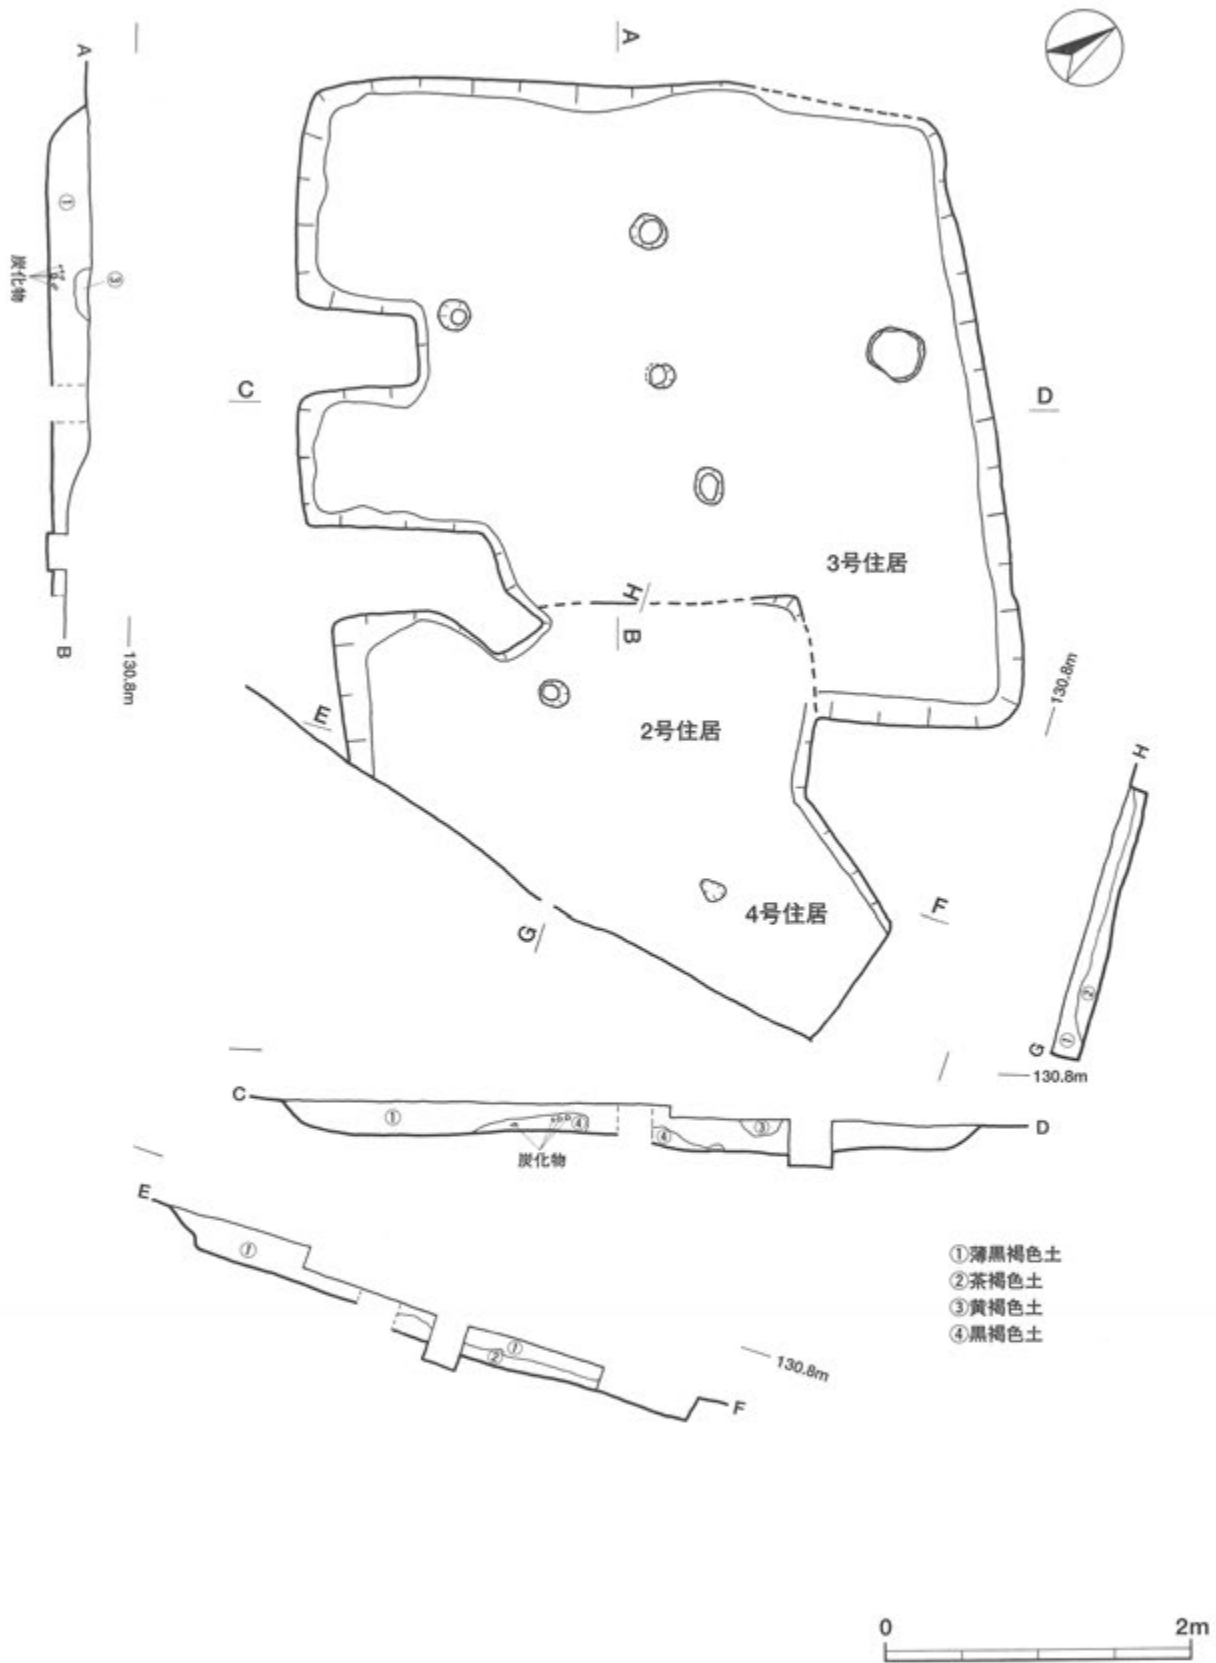 A
A
①
炭化物
③
B
130.8m
C
D
3号住居
H
B
2号住居
E
130.8m
H
4号住居
F
G
②
①
G
130.8m
C
①
④
炭化物
④
③
D
E
①
①
②
130.8m
F
①薄黒褐色土
②茶褐色土
③黄褐色土
④黒褐色土
0
2m